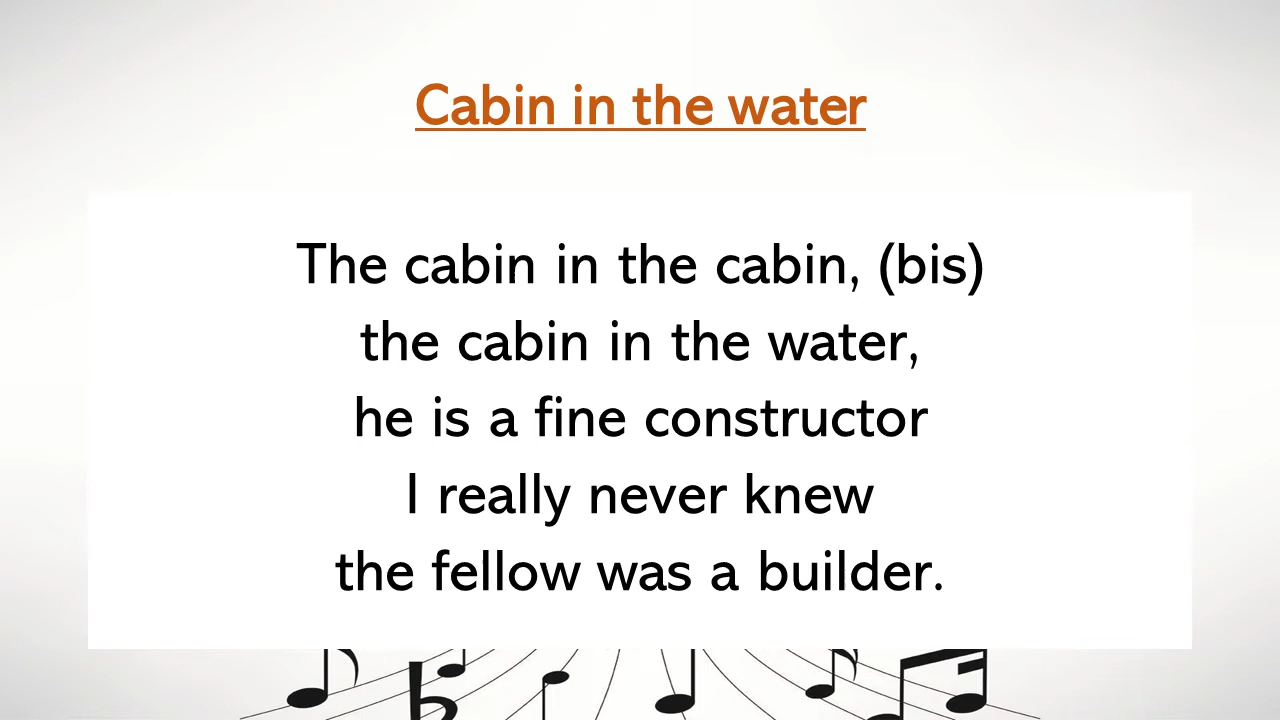 Cabin in the water
The cabin in the cabin, (bis)
the cabin in the water,
he is a fine constructor
I really never knew
the fellow was a builder.